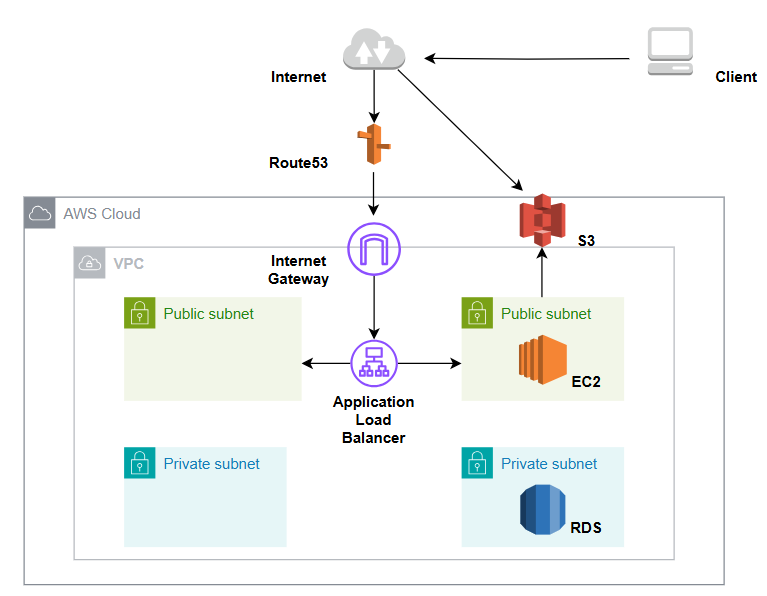 Internet
Client
Route53
AWS Cloud
S3
VPC
Internet
Gateway
Public subnet
Public subnet
EC2
Application
Load
Balancer
Private subnet
Private subnet
RDS